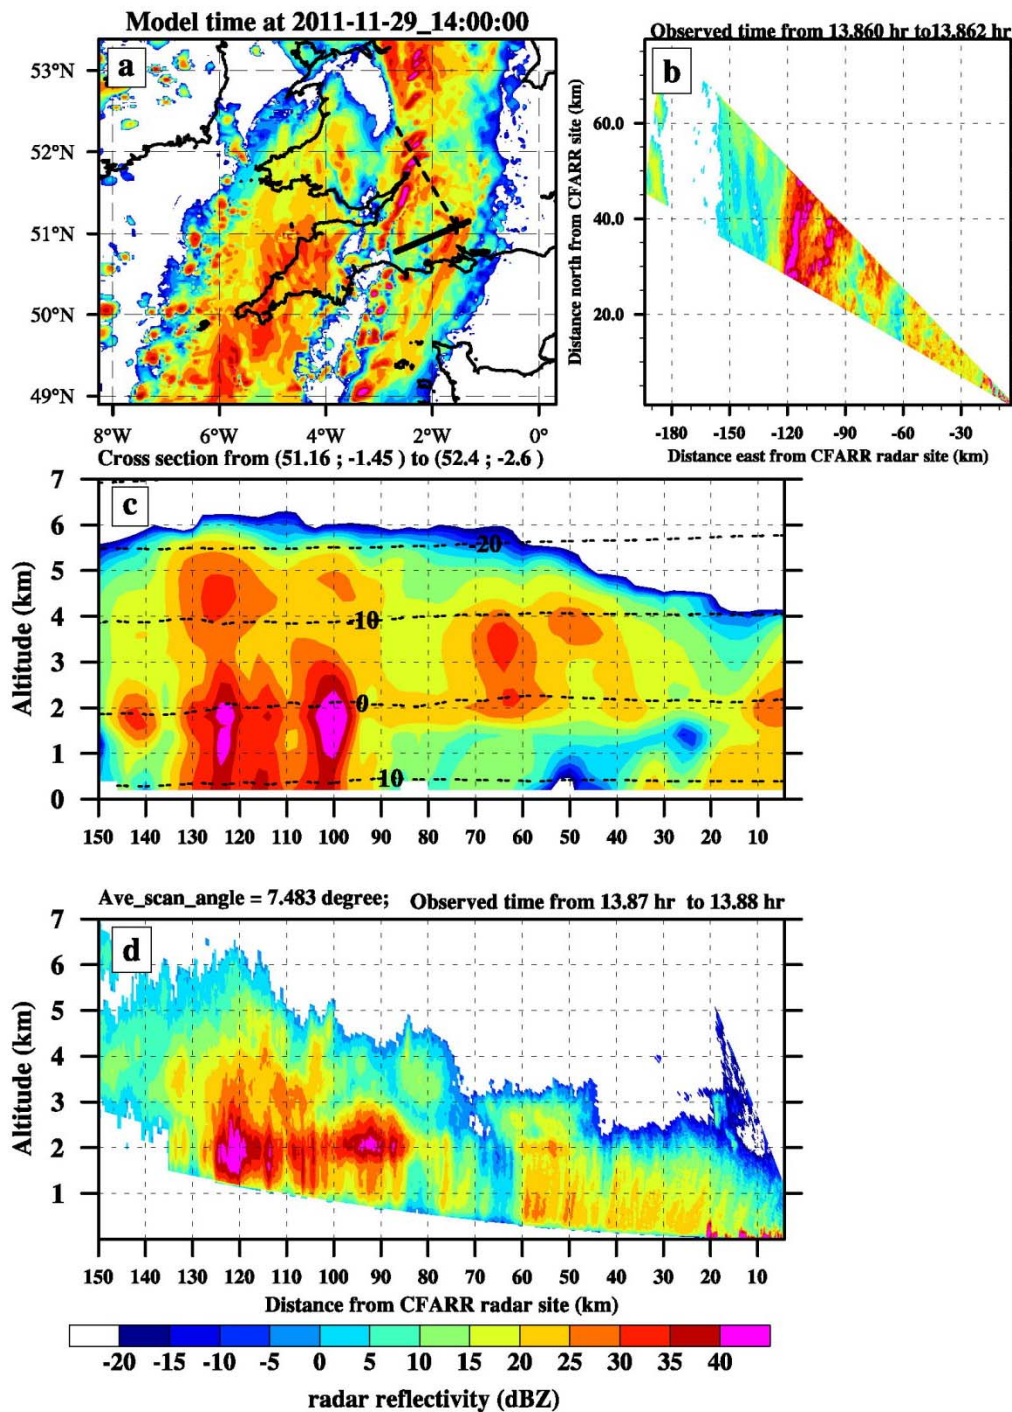 Model time at 2011-11-29_14:00:00
Observed time from 13.860 hr to13.862 hr
a
b
53°N
52°N
51°N
50°N
49°N
8°W 6°W 4°W 2°W 0°
Distance north from CFARR site (km)
60.0
40.0
20.0
-180 -150 -120 -90 -60 -30
Distance east from CFARR radar site (km)
Cross section from (51.16 ; -1.45 ) to (52.4 ; -2.6 )
c
Altitude (km)
7
6
5
4
3
2
1
0
-20
10
0
10
150 140 130 120 110 100 90 80 70 60 50 40 30 20 10
Ave_scan_angle = 7.483 degree; Observed time from 13.87 hr to 13.88 hr
d
Altitude (km)
7
6
5
4
3
2
1
150 140 130 120 110 100 90 80 70 60 50 40 30 20 10
Distance from CFARR radar site (km)
-20 -15 -10 -5 0 5 10 15 20 25 30 35 40
radar reflectivity (dBZ)